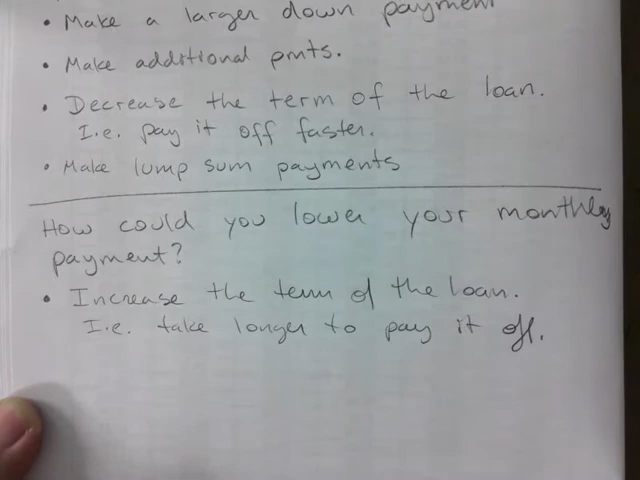 • Make a larger down payment
• Make additional pmts.
• Decrease the term of the loan.
I.e. pay it off faster.
• Make lump sum payments
How could you lower your monthly
payment?
• Increase the term of the loan.
I.e. take longer to pay it off.